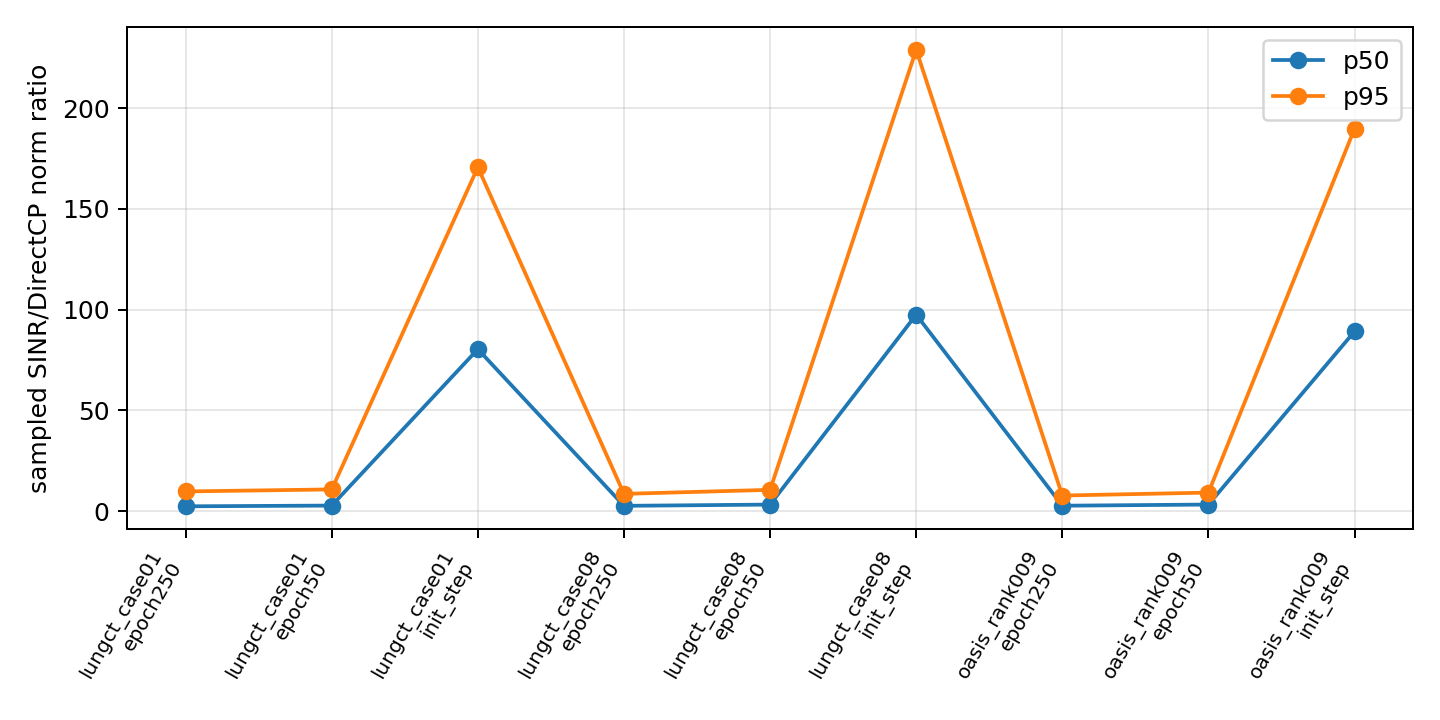 sampled SINR/DirectCP norm ratio
200
150
100
50
0
p50
p95
lungct_case01
epoch250
lungct_case01
epoch50
lungct_case01
init_step
lungct_case08
epoch250
lungct_case08
epoch50
lungct_case08
init_step
oasis_rank009
epoch250
oasis_rank009
epoch50
oasis_rank009
init_step